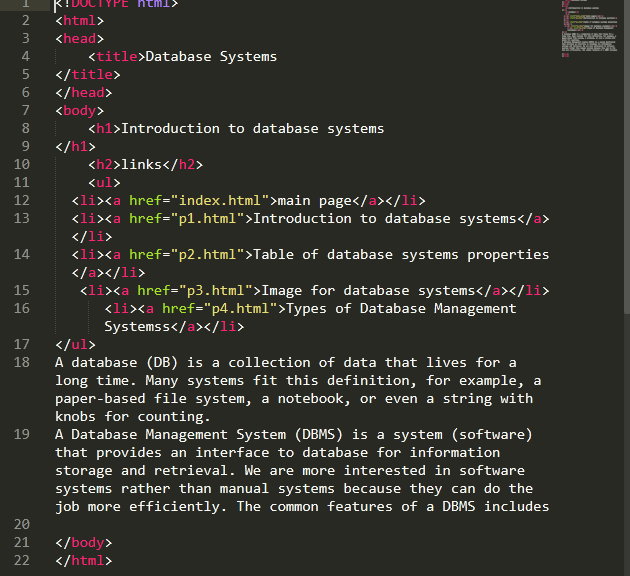 1 <!DOCTYPE html>
2 <html>
3 <head>
4 <title>Database Systems
5 </title>
6 </head>
7 <body>
8 <h1>Introduction to database systems
9 </h1>
10 <h2>links</h2>
11 <ul>
12 <li><a href="index.html">main page</a></li>
13 <li><a href="p1.html">Introduction to database systems</a>
</li>
14 <li><a href="p2.html">Table of database systems properties
</a></li>
15 <li><a href="p3.html">Image for database systems</a></li>
16 <li><a href="p4.html">Types of Database Management
Systemss</a></li>
17 </ul>
18 A database (DB) is a collection of data that lives for a
long time. Many systems fit this definition, for example, a
paper-based file system, a notebook, or even a string with
knobs for counting.
19 A Database Management System (DBMS) is a system (software)
that provides an interface to database for information
storage and retrieval. We are more interested in software
systems rather than manual systems because they can do the
job more efficiently. The common features of a DBMS includes
20
21 </body>
22 </html>